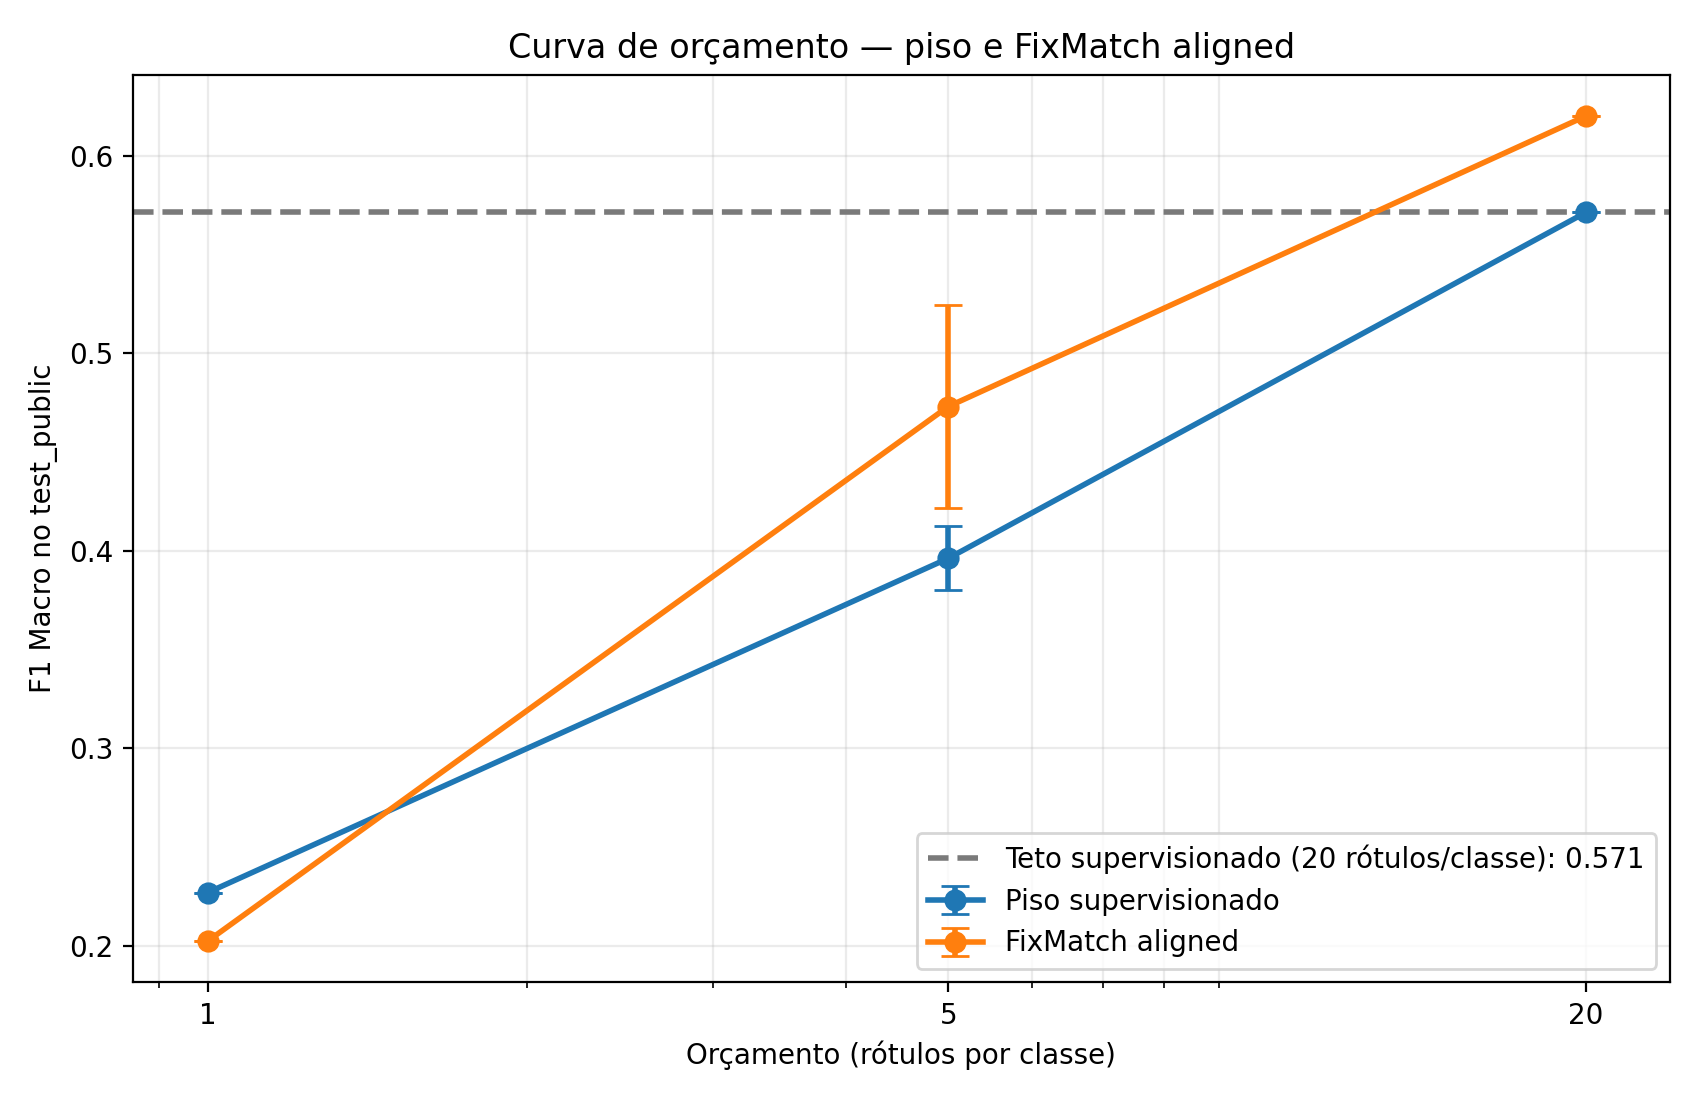 Curva de orçamento — piso e FixMatch aligned
F1 Macro no test_public
0.6
0.5
0.4
0.3
0.2
Teto supervisionado (20 rótulos/classe): 0.571
Piso supervisionado
FixMatch aligned
1
5
20
Orçamento (rótulos por classe)